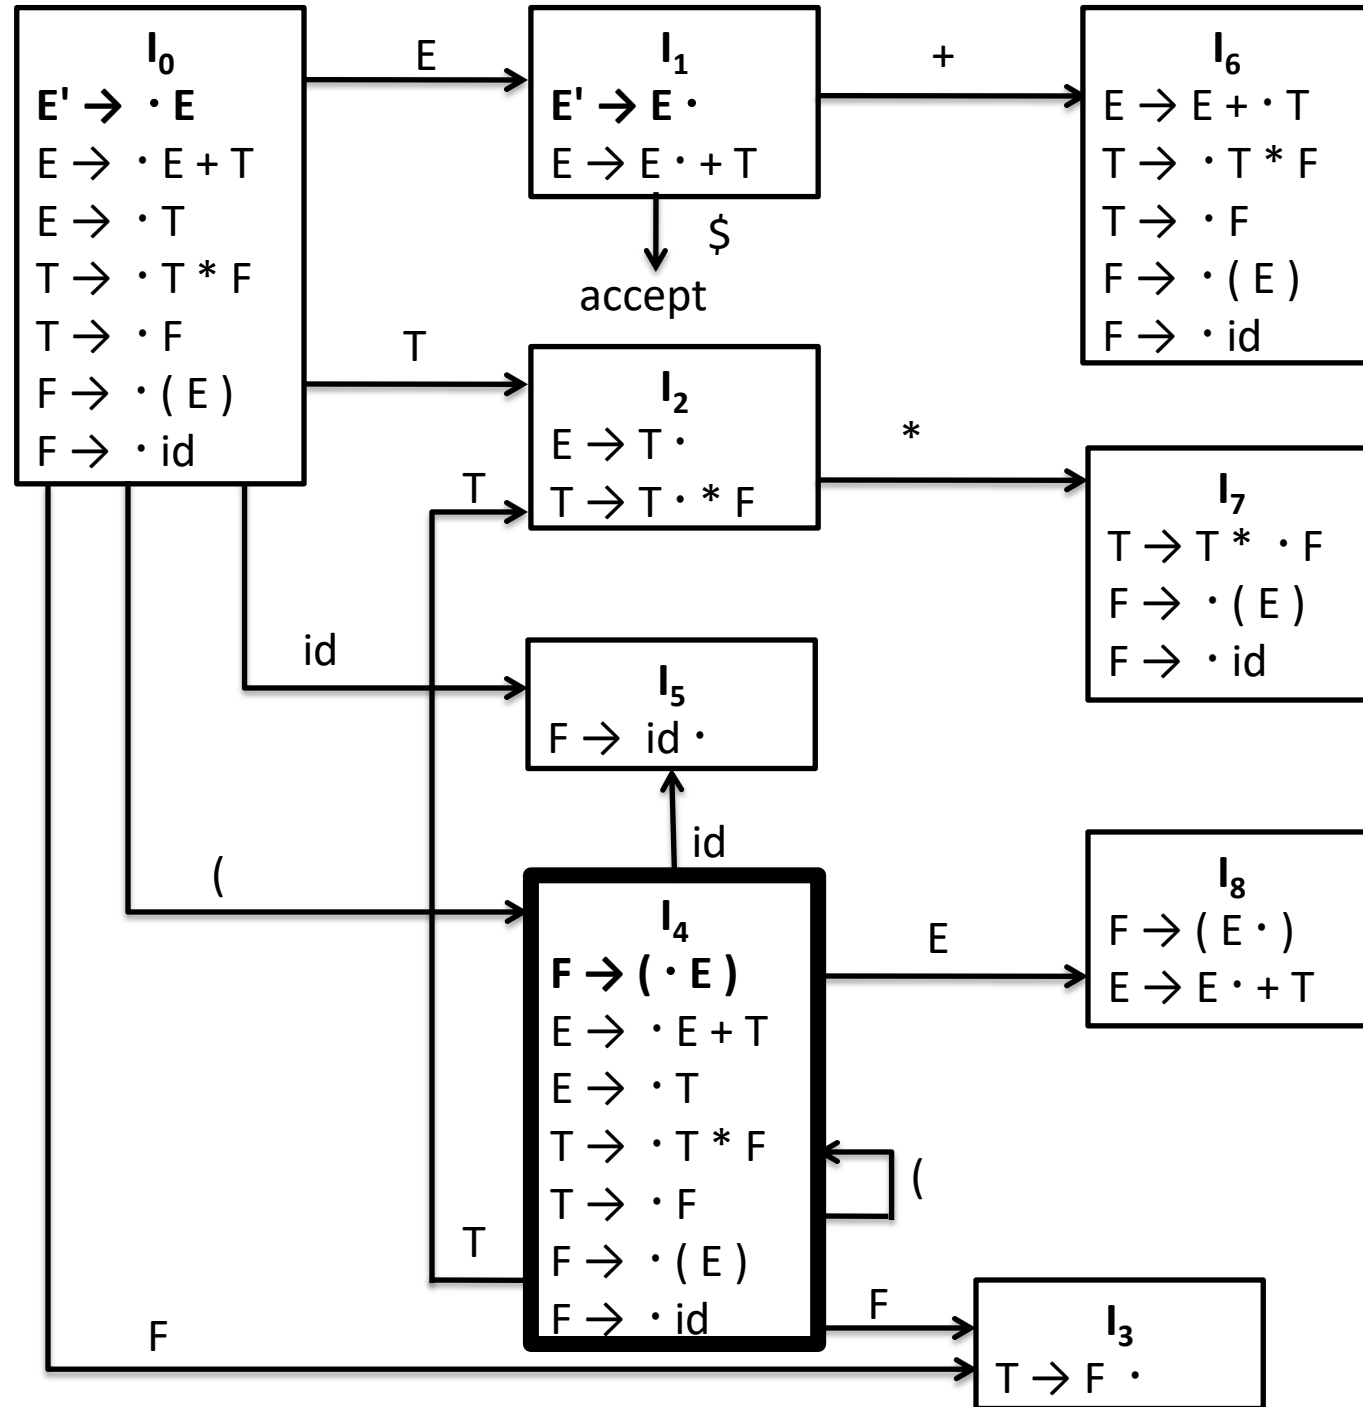 I₀
E' → · E
E → · E + T
E → · T
T → · T * F
T → · F
F → · ( E )
F → · id
E
I₁
E' → E ·
E → E · + T
$
accept
+
I₆
E → E + · T
T → · T * F
T → · F
F → · ( E )
F → · id
T
I₂
E → T ·
T → T · * F
*
I₇
T → T * · F
F → · ( E )
F → · id
T
id
I₅
F → id ·
id
(
I₄
F → ( · E )
E → · E + T
E → · T
T → · T * F
T → · F
F → · ( E )
F → · id
E
I₈
F → ( E · )
E → E · + T
(
T
F
F
I₃
T → F ·